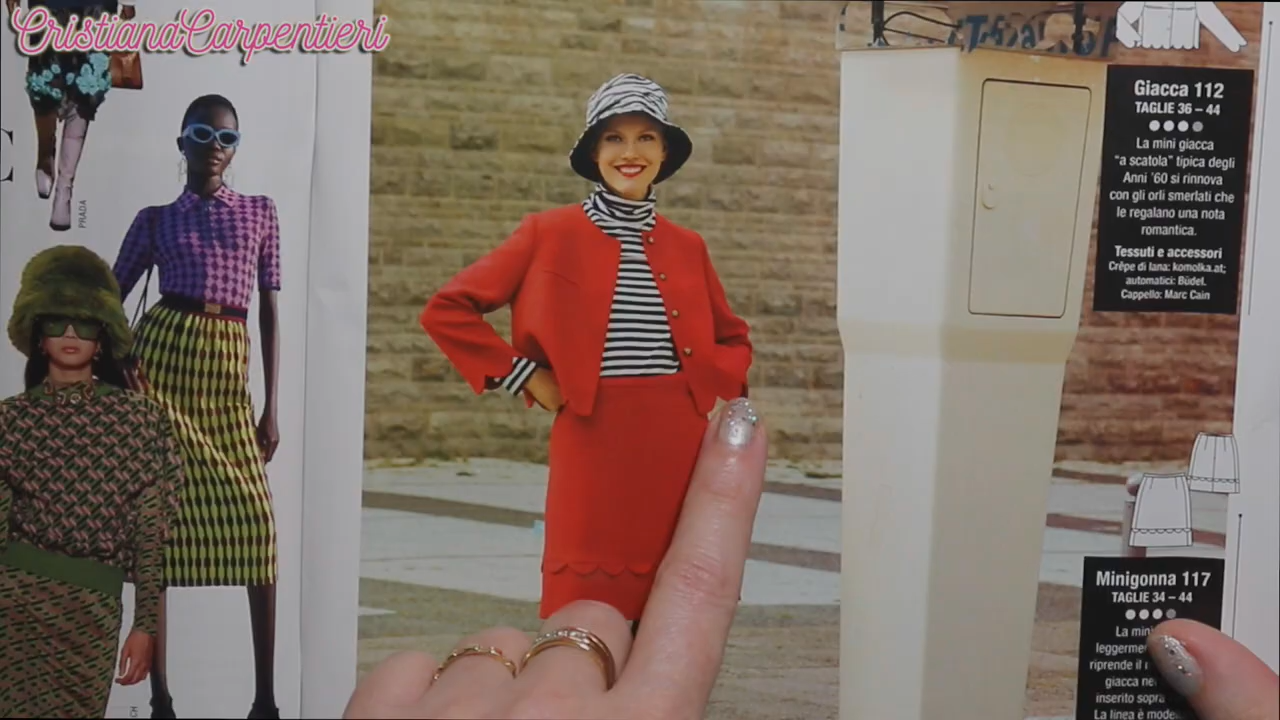 CristianaCarpentieri
PRADA
Giacca 112
TAGLIE 36 – 44
La mini giacca
"a scatola" tipica degli
Anni '60 si rinnova
con gli orli smerlati che
le regalano una nota
romantica.
Tessuti e accessori
Crêpe di lana: komolka.at;
automatici: Büdel.
Cappello: Marc Cain
Minigonna 117
TAGLIE 34 – 44
La
riprende il
giacca
inserito sopra
La linea è